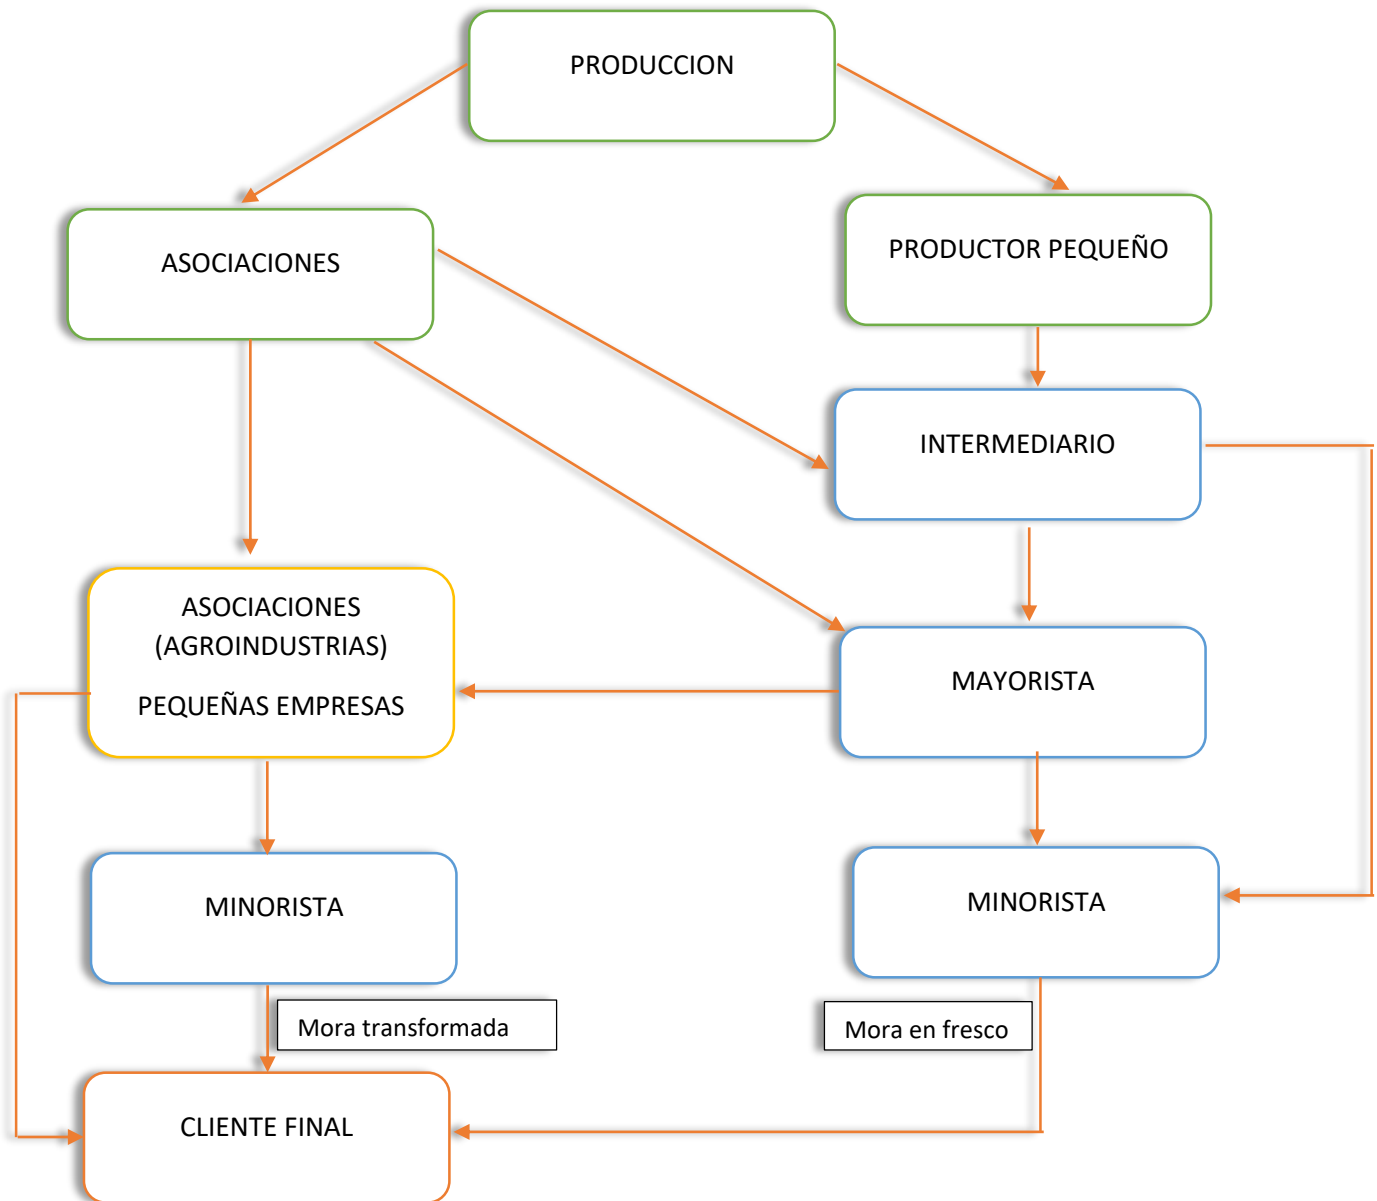 PRODUCCION
ASOCIACIONES
PRODUCTOR PEQUEÑO
INTERMEDIARIO
ASOCIACIONES
(AGROINDUSTRIAS)
PEQUEÑAS EMPRESAS
MAYORISTA
MINORISTA
MINORISTA
Mora transformada
Mora en fresco
CLIENTE FINAL